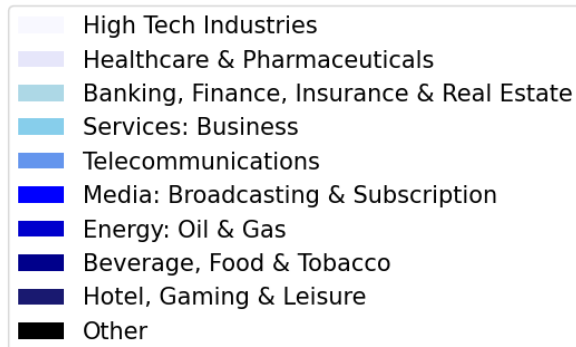 High Tech Industries
Healthcare & Pharmaceuticals
Banking, Finance, Insurance & Real Estate
Services: Business
Telecommunications
Media: Broadcasting & Subscription
Energy: Oil & Gas
Beverage, Food & Tobacco
Hotel, Gaming & Leisure
Other